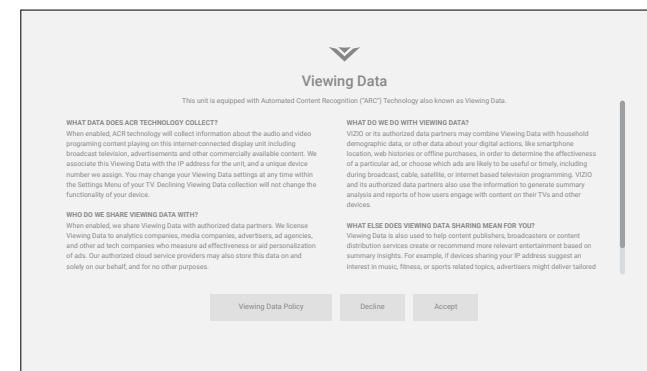 Viewing Data
This unit is equipped with Automated Content Recognition ("ARC") Technology also known as Viewing Data.
WHAT DATA DOES ACR TECHNOLOGY COLLECT?
When enabled, ACR technology will collect information about the audio and video
programing content playing on this internet-connected display unit including
broadcast television, advertisements and other commercially available content. We
associate this Viewing Data with the IP address for the unit, and a unique device
number we assign. You may change your Viewing Data settings at any time within
the Settings Menu of your TV. Declining Viewing Data collection will not change the
functionality of your device.
WHO DO WE SHARE VIEWING DATA WITH?
When enabled, we share Viewing Data with authorized data partners. We license
Viewing Data to analytics companies, media companies, advertisers, ad agencies,
and other ad tech companies who measure ad effectiveness or aid personalization
of ads. Our authorized cloud service providers may also store this data on and
solely on our behalf, and for no other purposes.
WHAT DO WE DO WITH VIEWING DATA?
VIZIO or its authorized data partners may combine Viewing Data with household
demographic data, or other data about your digital actions, like smartphone
location, web histories or offline purchases, in order to determine the effectiveness
of a particular ad, or choose which ads are likely to be useful or timely, including
during broadcast, cable, satellite, or internet based television programming. VIZIO
and its authorized data partners also use the information to generate summary
analysis and reports of how users engage with content on their TVs and other
devices.
WHAT ELSE DOES VIEWING DATA SHARING MEAN FOR YOU?
Viewing Data is also used to help content publishers, broadcasters or content
distribution services create or recommend more relevant entertainment based on
summary insights. For example, if devices sharing your IP address suggest an
interest in music, fitness, or sports related topics, advertisers might deliver tailored
Viewing Data Policy
Decline
Accept